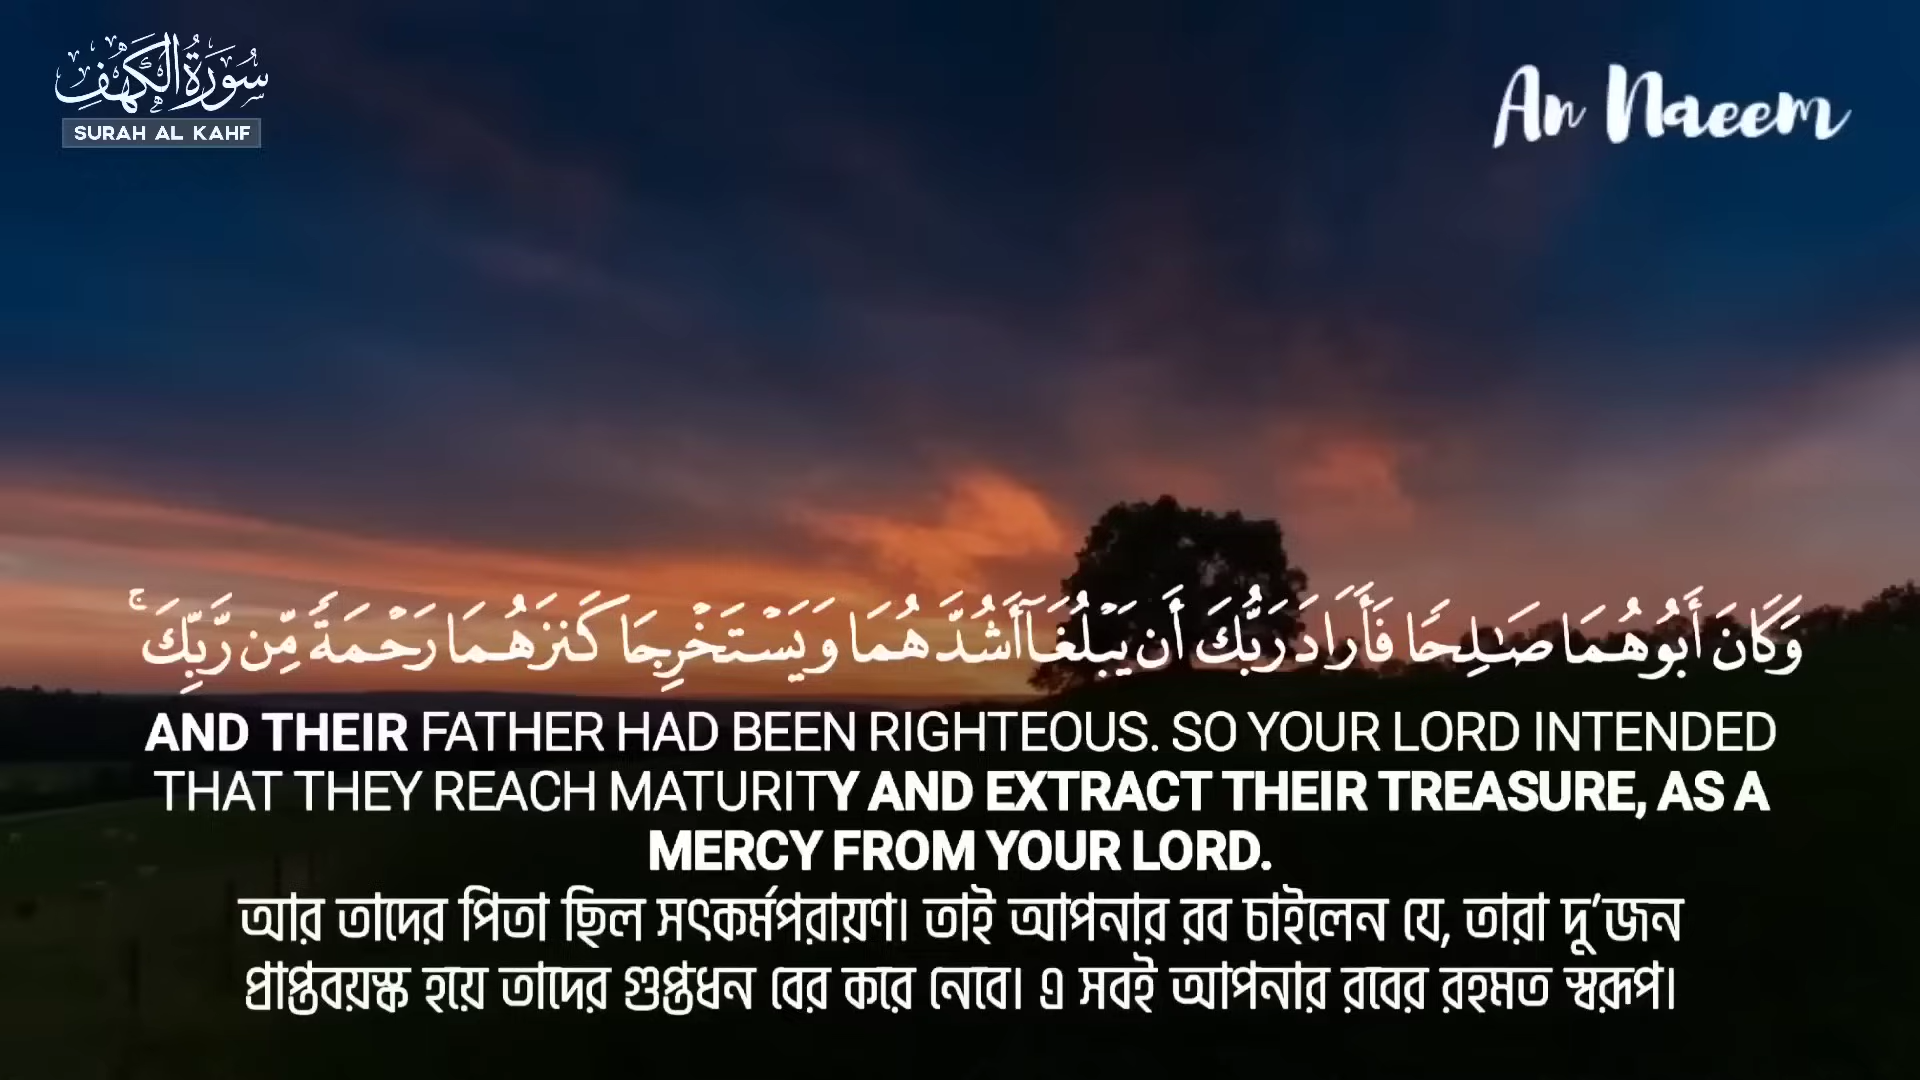 سُورَةُ الكَهْفِ
SURAH AL KAHF
An Naeem
وَكَانَ أَبُوهُمَا صَـٰلِحًا فَأَرَادَ رَبُّكَ أَن يَبْلُغَآ أَشُدَّهُمَا وَيَسْتَخْرِجَا كَنزَهُمَا رَحْمَةً مِّن رَّبِّكَ ۚ
AND THEIR FATHER HAD BEEN RIGHTEOUS. SO YOUR LORD INTENDED
THAT THEY REACH MATURITY AND EXTRACT THEIR TREASURE, AS A
MERCY FROM YOUR LORD.
আর তাদের পিতা ছিল সৎকর্মপরায়ণ। তাই আপনার রব চাইলেন যে, তারা দু’জন
প্রাপ্তবয়স্ক হয়ে তাদের গুপ্তধন বের করে নেবে। এ সবই আপনার রবের রহমত স্বরূপ।